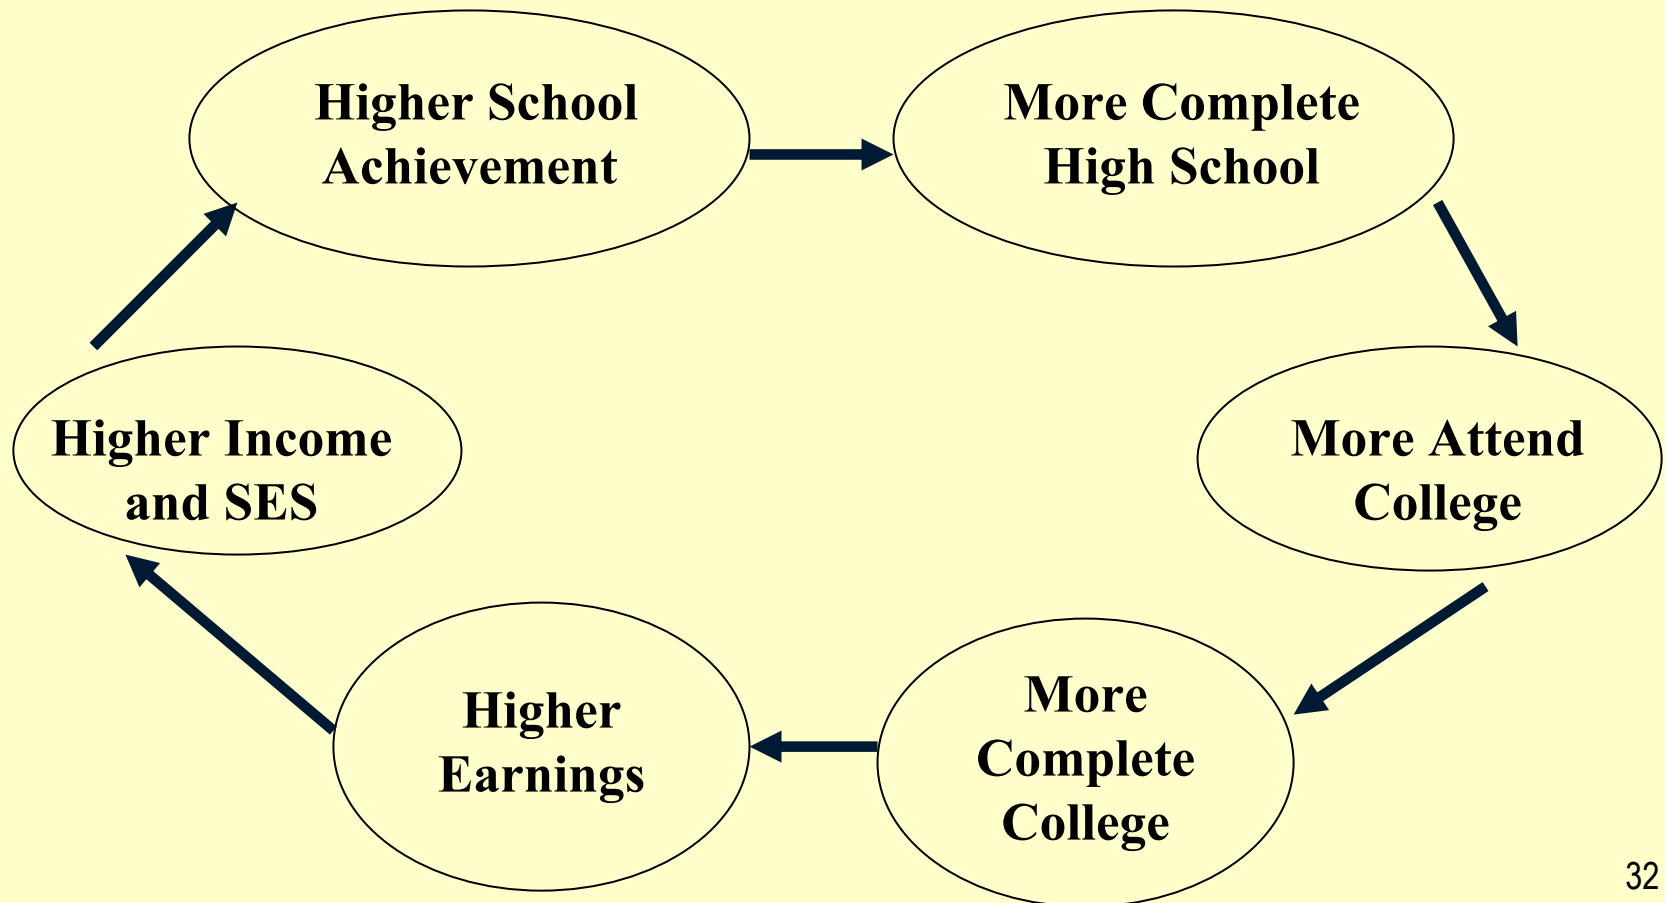 Higher School
Achievement
More Complete
High School
More Attend
College
More
Complete
College
Higher
Earnings
Higher Income
and SES
32